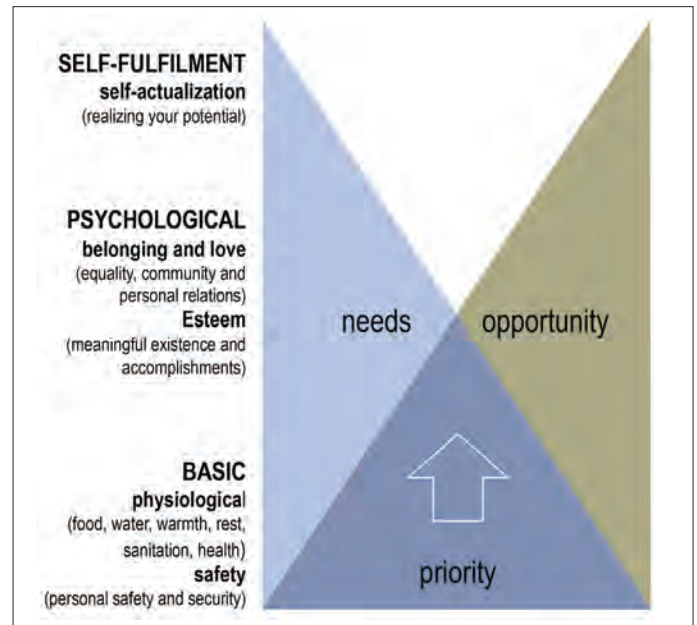 SELF-FULFILMENT
self-actualization
(realizing your potential)
PSYCHOLOGICAL
belonging and love
(equality, community and
personal relations)
Esteem
(meaningful existence and
accomplishments)
needs
opportunity
BASIC
physiological
(food, water, warmth, rest,
sanitation, health)
safety
(personal safety and security)
priority